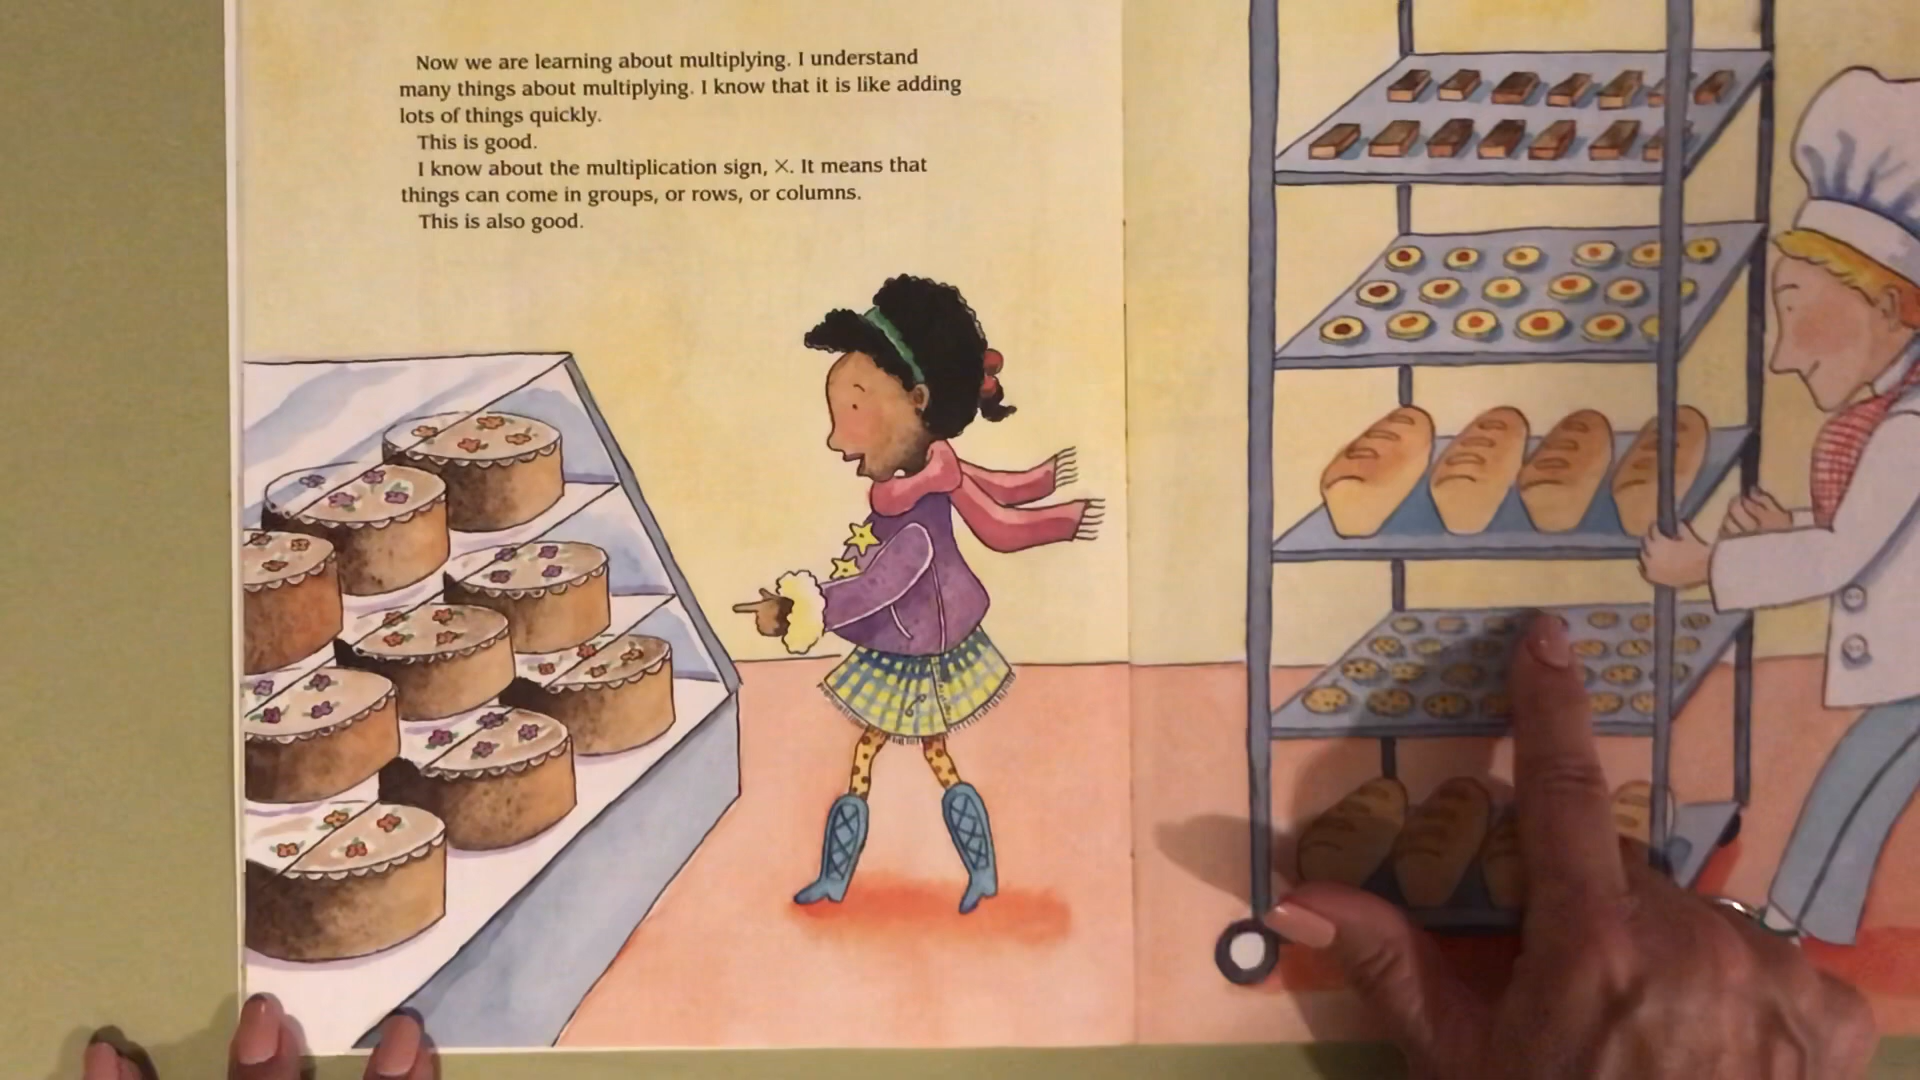 Now we are learning about multiplying. I understand
many things about multiplying. I know that it is like adding
lots of things quickly.
This is good.
I know about the multiplication sign, ×. It means that
things can come in groups, or rows, or columns.
This is also good.